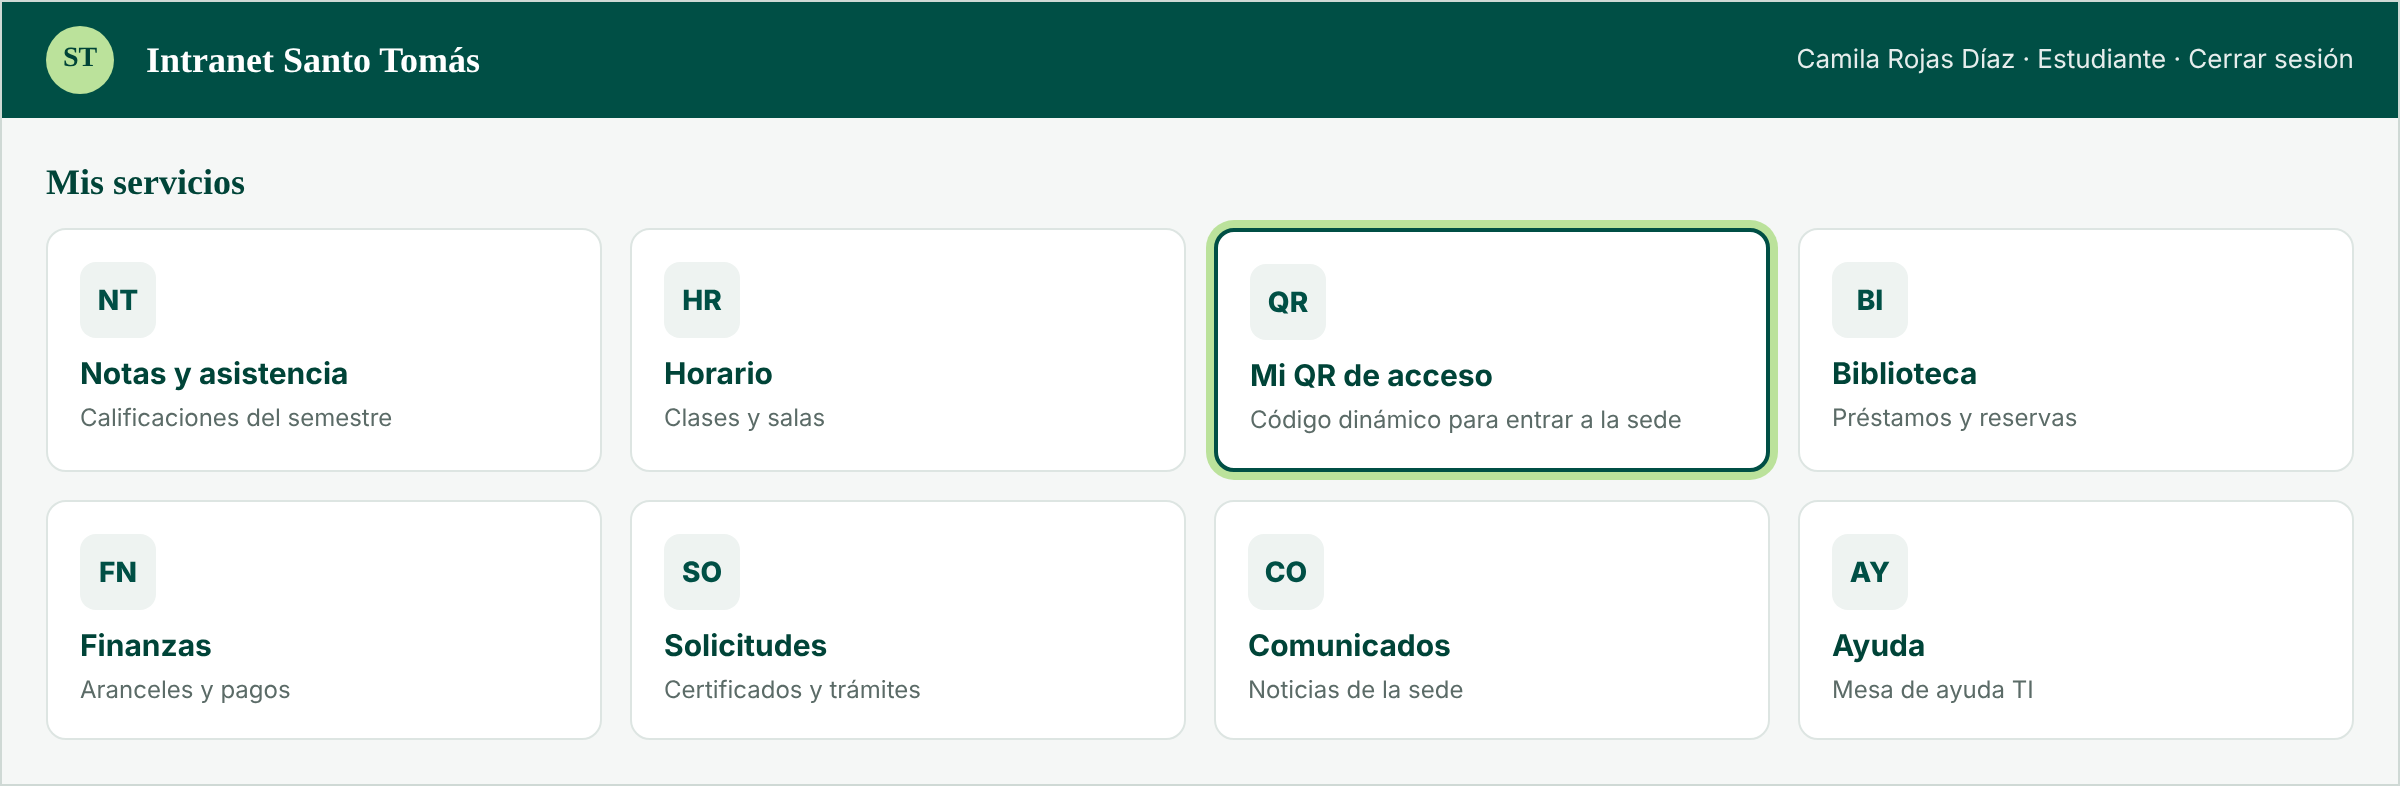 ST
Intranet Santo Tomás
Camila Rojas Díaz · Estudiante · Cerrar sesión
Mis servicios
NT
Notas y asistencia
Calificaciones del semestre
HR
Horario
Clases y salas
QR
Mi QR de acceso
Código dinámico para entrar a la sede
BI
Biblioteca
Préstamos y reservas
FN
Finanzas
Aranceles y pagos
SO
Solicitudes
Certificados y trámites
CO
Comunicados
Noticias de la sede
AY
Ayuda
Mesa de ayuda TI